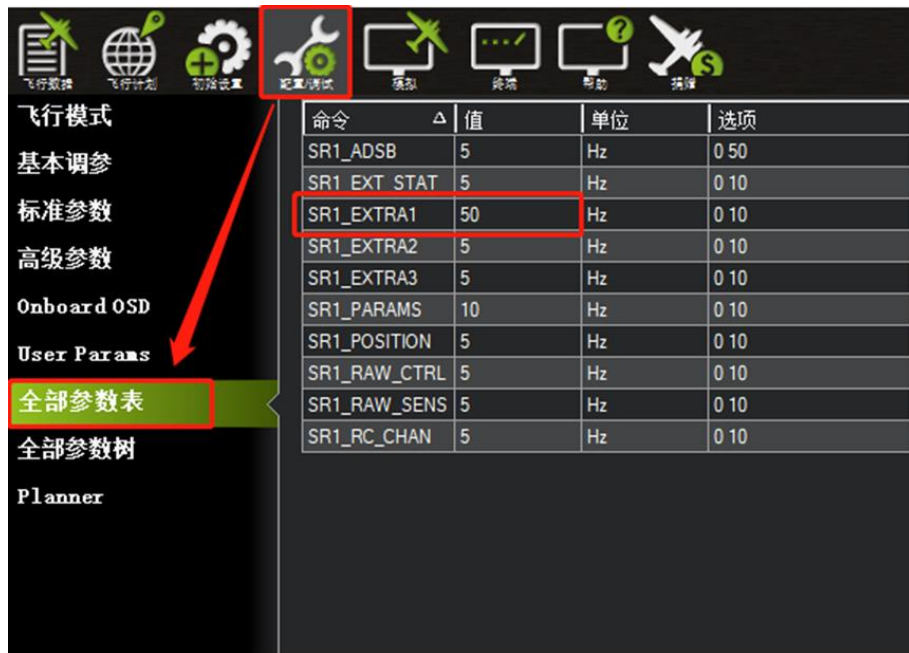 飞行数据 飞行计划 初始设置 配置/调试 模拟 终端 帮助 捐赠
飞行模式
基本调参
标准参数
高级参数
Onboard OSD
User Params
全部参数表
全部参数树
Planner
命令 值 单位 选项
SR1_ADSB 5 Hz 0 50
SR1_EXT_STAT 5 Hz 0 10
SR1_EXTRA1 50 Hz 0 10
SR1_EXTRA2 5 Hz 0 10
SR1_EXTRA3 5 Hz 0 10
SR1_PARAMS 10 Hz 0 10
SR1_POSITION 5 Hz 0 10
SR1_RAW_CTRL 5 Hz 0 10
SR1_RAW_SENS 5 Hz 0 10
SR1_RC_CHAN 5 Hz 0 10